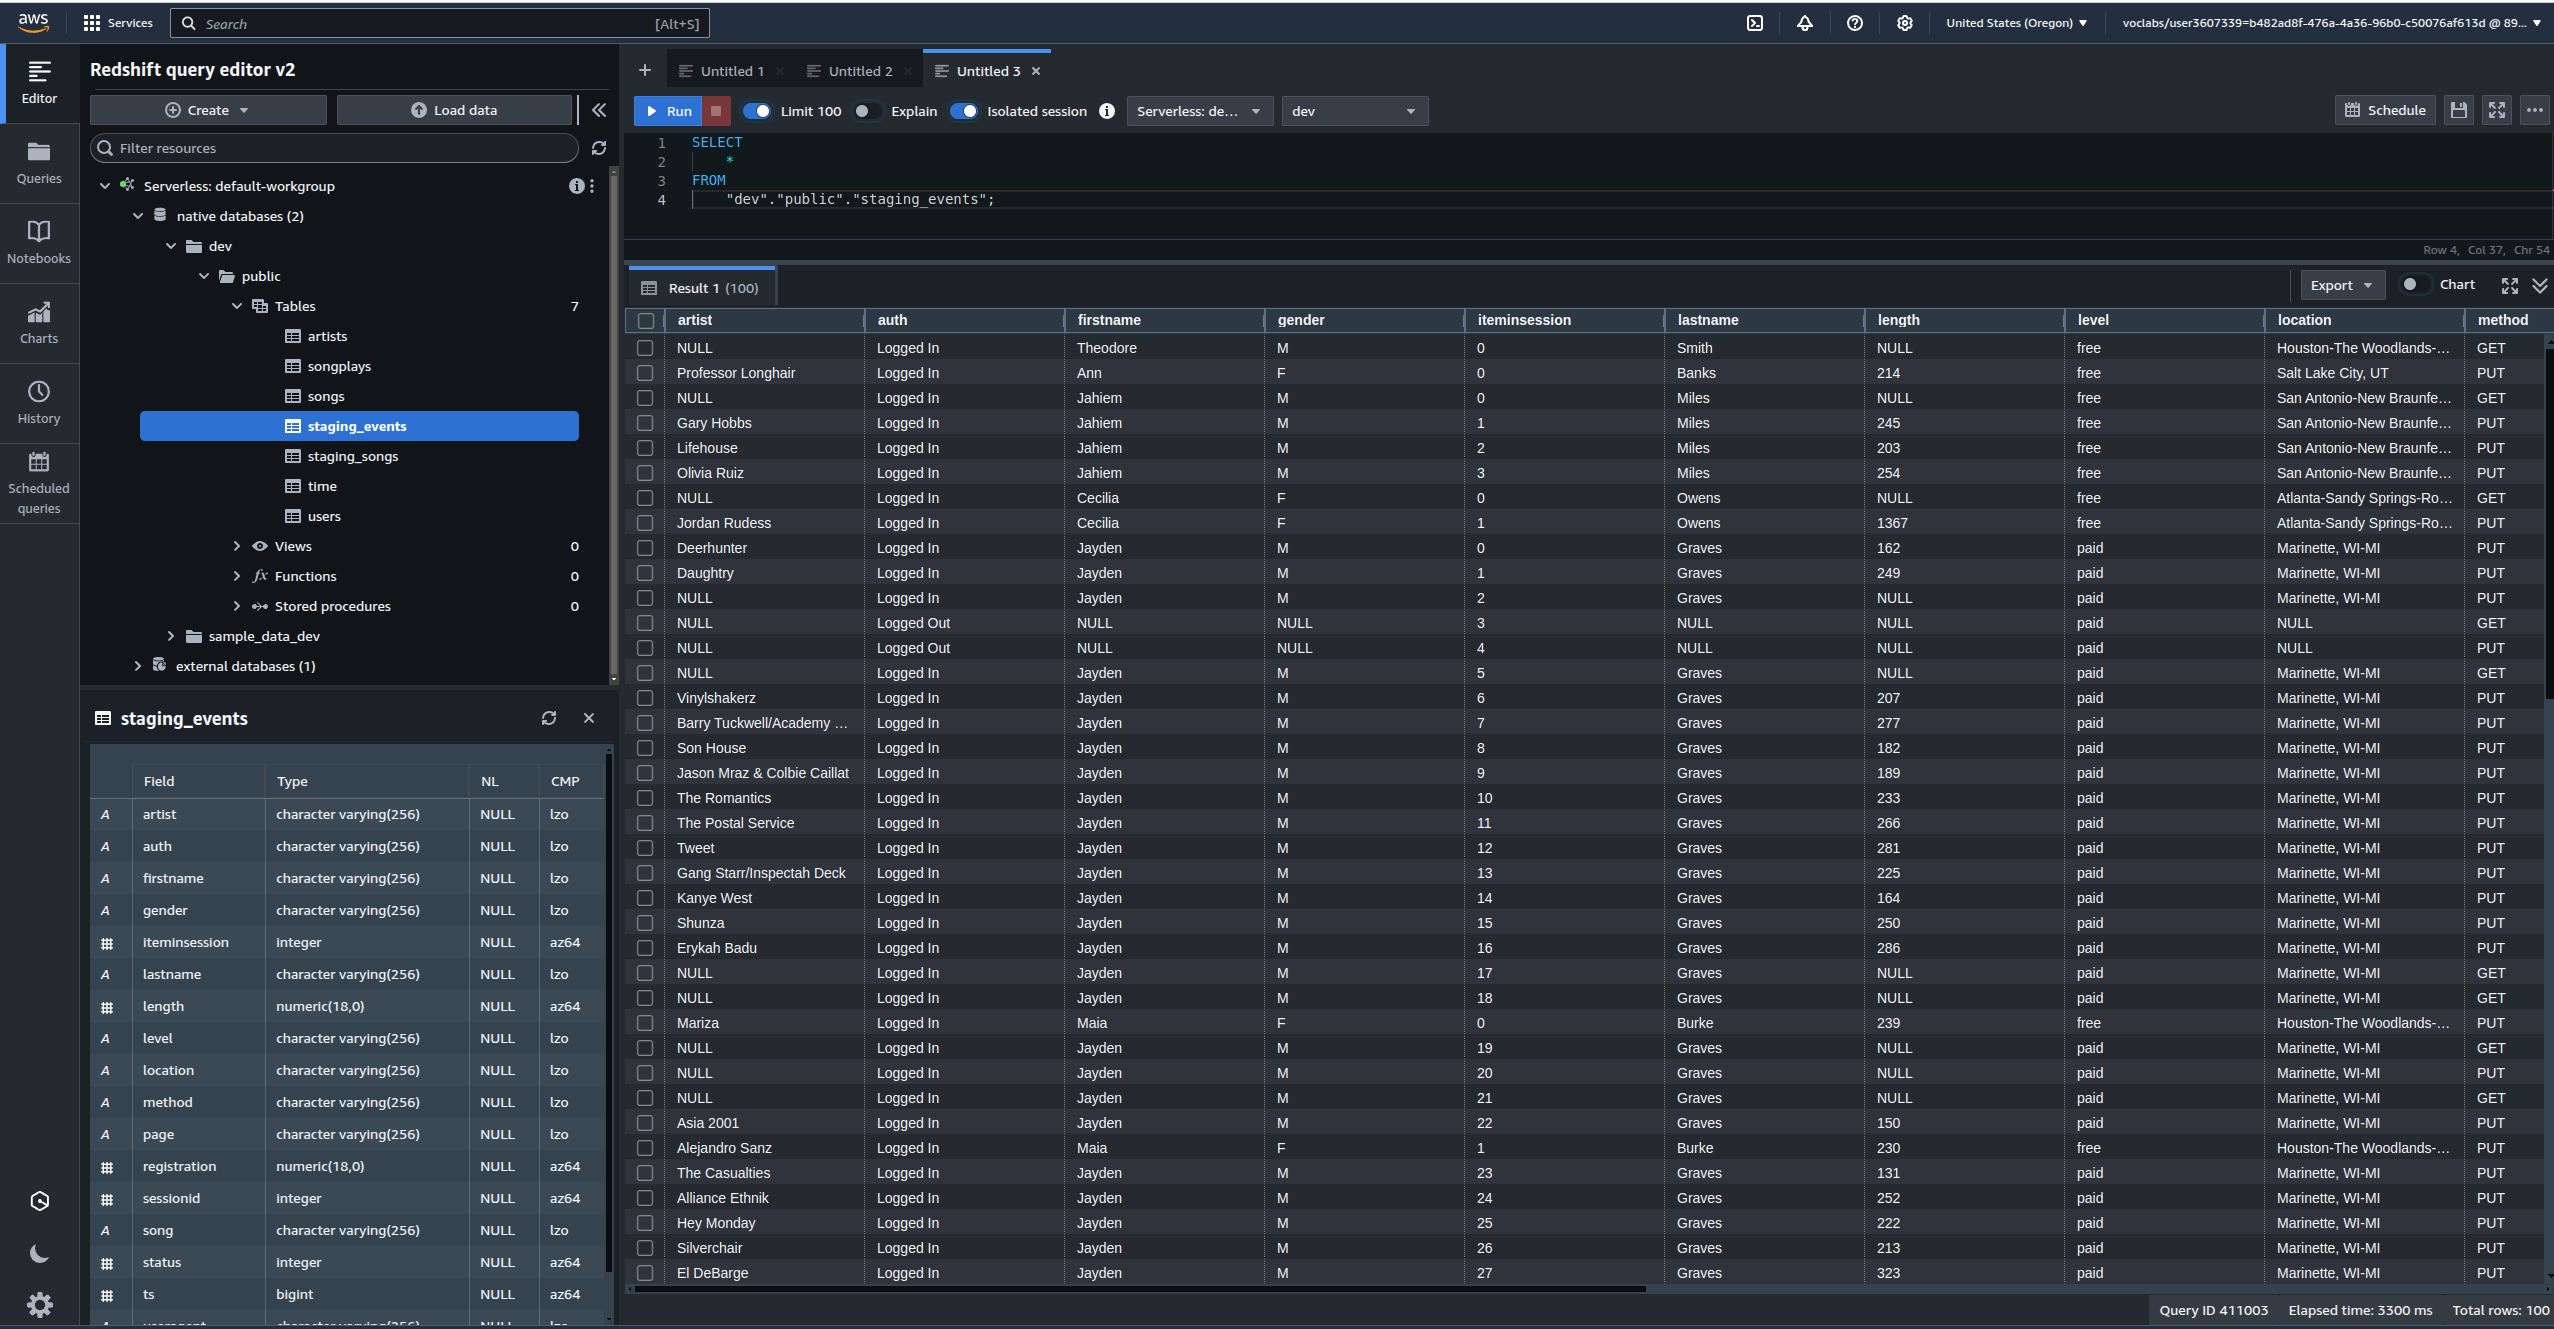 aws Services Search [Alt+S] United States (Oregon) voclabs/user3607339=b482ad8f-476a-4a36-96b0-c50076af613d @ 89...
Editor
Queries
Notebooks
Charts
History
Scheduled queries
Redshift query editor v2
Create Load data
Filter resources
Serverless: default-workgroup
native databases (2)
dev
public
Tables 7
artists
songplays
songs
staging_events
staging_songs
time
users
Views 0
Functions 0
Stored procedures 0
sample_data_dev
external databases (1)
staging_events
Field Type NL CMP
A artist character varying(256) NULL lzo
A auth character varying(256) NULL lzo
A firstname character varying(256) NULL lzo
A gender character varying(256) NULL lzo
# iteminsession integer NULL az64
A lastname character varying(256) NULL lzo
# length numeric(18,0) NULL az64
A level character varying(256) NULL lzo
A location character varying(256) NULL lzo
A method character varying(256) NULL lzo
A page character varying(256) NULL lzo
# registration numeric(18,0) NULL az64
# sessionid integer NULL az64
A song character varying(256) NULL lzo
# status integer NULL az64
# ts bigint NULL az64
+ Untitled 1 Untitled 2 Untitled 3
Run Limit 100 Explain Isolated session Serverless: de... dev Schedule
1 SELECT
2 *
3 FROM
4 "dev"."public"."staging_events";
Row 4, Col 37, Chr 54
Result 1 (100) Export Chart
artist auth firstname gender iteminsession lastname length level location method
NULL Logged In Theodore M 0 Smith NULL free Houston-The Woodlands-... GET
Professor Longhair Logged In Ann F 0 Banks 214 free Salt Lake City, UT PUT
NULL Logged In Jahiem M 0 Miles NULL free San Antonio-New Braunfe... GET
Gary Hobbs Logged In Jahiem M 1 Miles 245 free San Antonio-New Braunfe... PUT
Lifehouse Logged In Jahiem M 2 Miles 203 free San Antonio-New Braunfe... PUT
Olivia Ruiz Logged In Jahiem M 3 Miles 254 free San Antonio-New Braunfe... PUT
NULL Logged In Cecilia F 0 Owens NULL free Atlanta-Sandy Springs-Ro... GET
Jordan Rudess Logged In Cecilia F 1 Owens 1367 free Atlanta-Sandy Springs-Ro... PUT
Deerhunter Logged In Jayden M 0 Graves 162 paid Marinette, WI-MI PUT
Daughtry Logged In Jayden M 1 Graves 249 paid Marinette, WI-MI PUT
NULL Logged In Jayden M 2 Graves NULL paid Marinette, WI-MI PUT
NULL Logged Out NULL NULL 3 NULL NULL paid NULL GET
NULL Logged Out NULL NULL 4 NULL NULL paid NULL PUT
NULL Logged In Jayden M 5 Graves NULL paid Marinette, WI-MI GET
Vinylshakerz Logged In Jayden M 6 Graves 207 paid Marinette, WI-MI PUT
Barry Tuckwell/Academy ... Logged In Jayden M 7 Graves 277 paid Marinette, WI-MI PUT
Son House Logged In Jayden M 8 Graves 182 paid Marinette, WI-MI PUT
Jason Mraz & Colbie Caillat Logged In Jayden M 9 Graves 189 paid Marinette, WI-MI PUT
The Romantics Logged In Jayden M 10 Graves 233 paid Marinette, WI-MI PUT
The Postal Service Logged In Jayden M 11 Graves 266 paid Marinette, WI-MI PUT
Tweet Logged In Jayden M 12 Graves 281 paid Marinette, WI-MI PUT
Gang Starr/Inspectah Deck Logged In Jayden M 13 Graves 225 paid Marinette, WI-MI PUT
Kanye West Logged In Jayden M 14 Graves 164 paid Marinette, WI-MI PUT
Shunza Logged In Jayden M 15 Graves 250 paid Marinette, WI-MI PUT
Erykah Badu Logged In Jayden M 16 Graves 286 paid Marinette, WI-MI PUT
NULL Logged In Jayden M 17 Graves NULL paid Marinette, WI-MI GET
NULL Logged In Jayden M 18 Graves NULL paid Marinette, WI-MI GET
Mariza Logged In Maia F 0 Burke 239 free Houston-The Woodlands-... PUT
NULL Logged In Jayden M 19 Graves NULL paid Marinette, WI-MI GET
NULL Logged In Jayden M 20 Graves NULL paid Marinette, WI-MI PUT
NULL Logged In Jayden M 21 Graves NULL paid Marinette, WI-MI GET
Asia 2001 Logged In Jayden M 22 Graves 150 paid Marinette, WI-MI PUT
Alejandro Sanz Logged In Maia F 1 Burke 230 free Houston-The Woodlands-... PUT
The Casualties Logged In Jayden M 23 Graves 131 paid Marinette, WI-MI PUT
Alliance Ethnik Logged In Jayden M 24 Graves 252 paid Marinette, WI-MI PUT
Hey Monday Logged In Jayden M 25 Graves 222 paid Marinette, WI-MI PUT
Silverchair Logged In Jayden M 26 Graves 213 paid Marinette, WI-MI PUT
El DeBarge Logged In Jayden M 27 Graves 323 paid Marinette, WI-MI PUT
Query ID 411003 Elapsed time: 3300 ms Total rows: 100